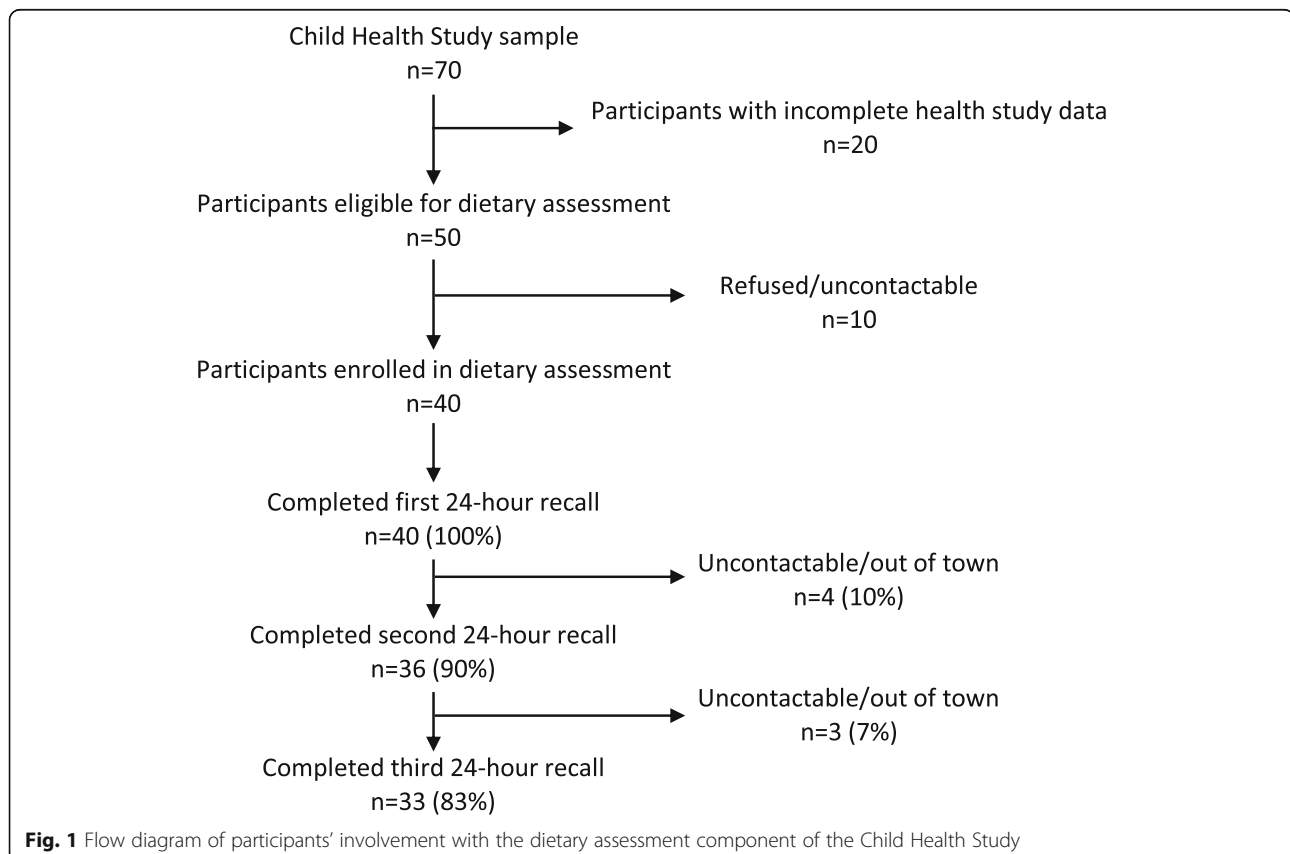 Child Health Study sample
n=70
Participants with incomplete health study data
n=20
Participants eligible for dietary assessment
n=50
Refused/uncontactable
n=10
Participants enrolled in dietary assessment
n=40
Completed first 24-hour recall
n=40 (100%)
Uncontactable/out of town
n=4 (10%)
Completed second 24-hour recall
n=36 (90%)
Uncontactable/out of town
n=3 (7%)
Completed third 24-hour recall
n=33 (83%)
Fig. 1 Flow diagram of participants’ involvement with the dietary assessment component of the Child Health Study